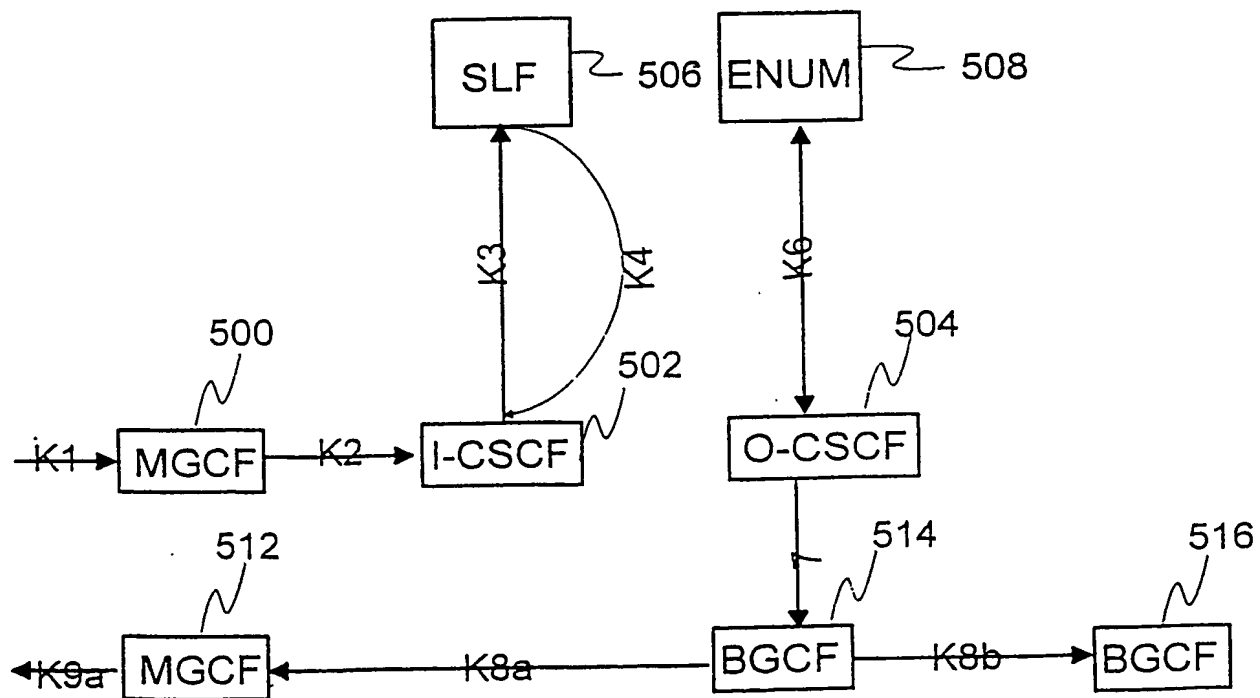 SLF
506
ENUM
508
K3
K4
K6
500
502
504
K1
MGCF
K2
I-CSCF
O-CSCF
512
7
514
516
K9a
MGCF
K8a
BGCF
K8b
BGCF